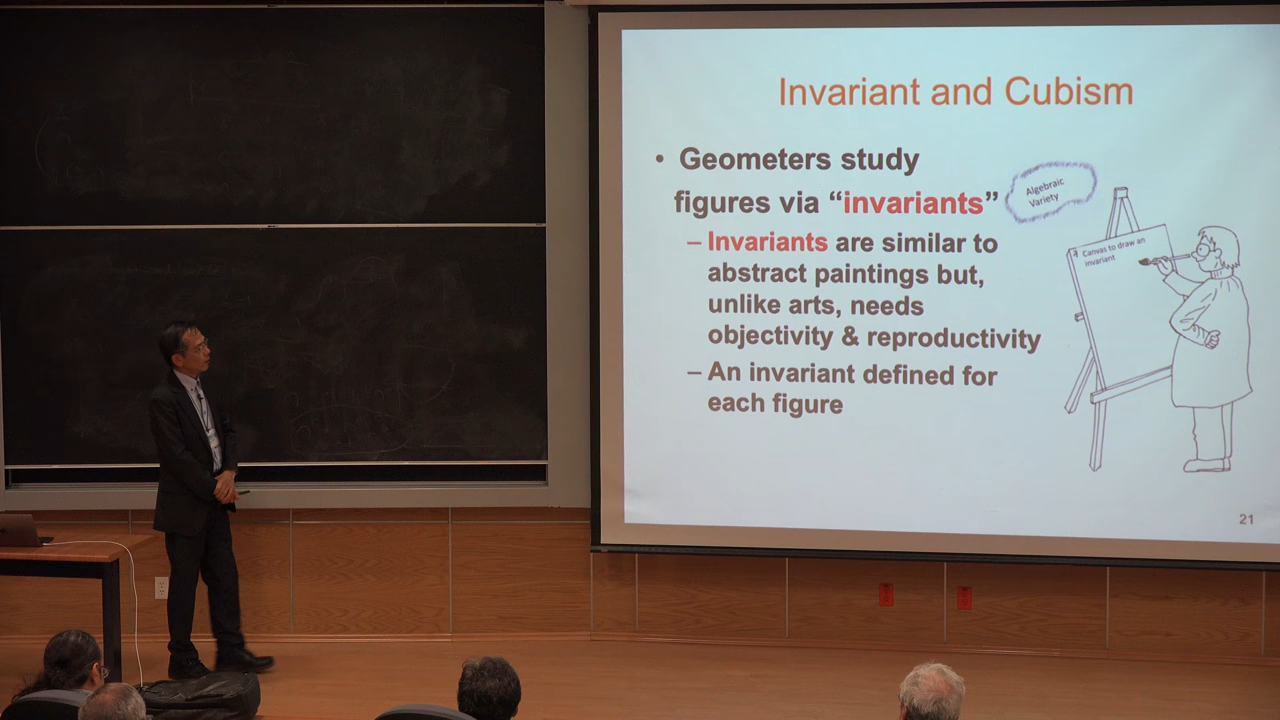 Invariant and Cubism
• Geometers study
figures via “invariants”
– Invariants are similar to
abstract paintings but,
unlike arts, needs
objectivity & reproductivity
– An invariant defined for
each figure
Algebraic
Variety
Canvas to draw an
invariant
21